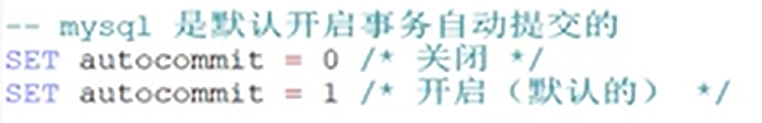 -- mysql 是默认开启事务自动提交的
SET autocommit = 0 /* 关闭 */
SET autocommit = 1 /* 开启（默认的） */